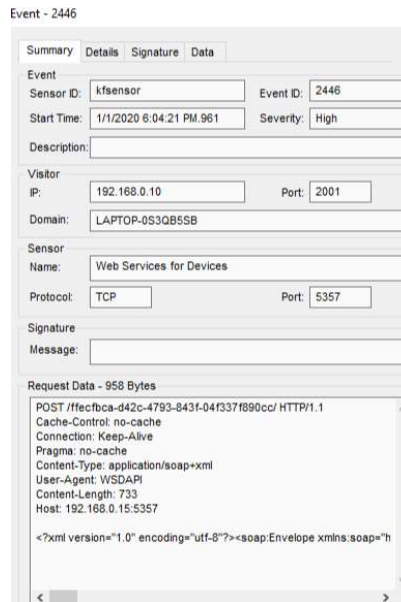 Event - 2446
Summary Details Signature Data
Event
Sensor ID: kfsensor Event ID: 2446
Start Time: 1/1/2020 6:04:21 PM.961 Severity: High
Description:
Visitor
IP: 192.168.0.10 Port: 2001
Domain: LAPTOP-0S3QB5SB
Sensor
Name: Web Services for Devices
Protocol: TCP Port: 5357
Signature
Message:
Request Data - 958 Bytes
POST /ffecfbca-d42c-4793-843f-04f337f890cc/ HTTP/1.1
Cache-Control: no-cache
Connection: Keep-Alive
Pragma: no-cache
Content-Type: application/soap+xml
User-Agent: WSDAPI
Content-Length: 733
Host: 192.168.0.15:5357
<?xml version="1.0" encoding="utf-8"?><soap:Envelope xmlns:soap="h